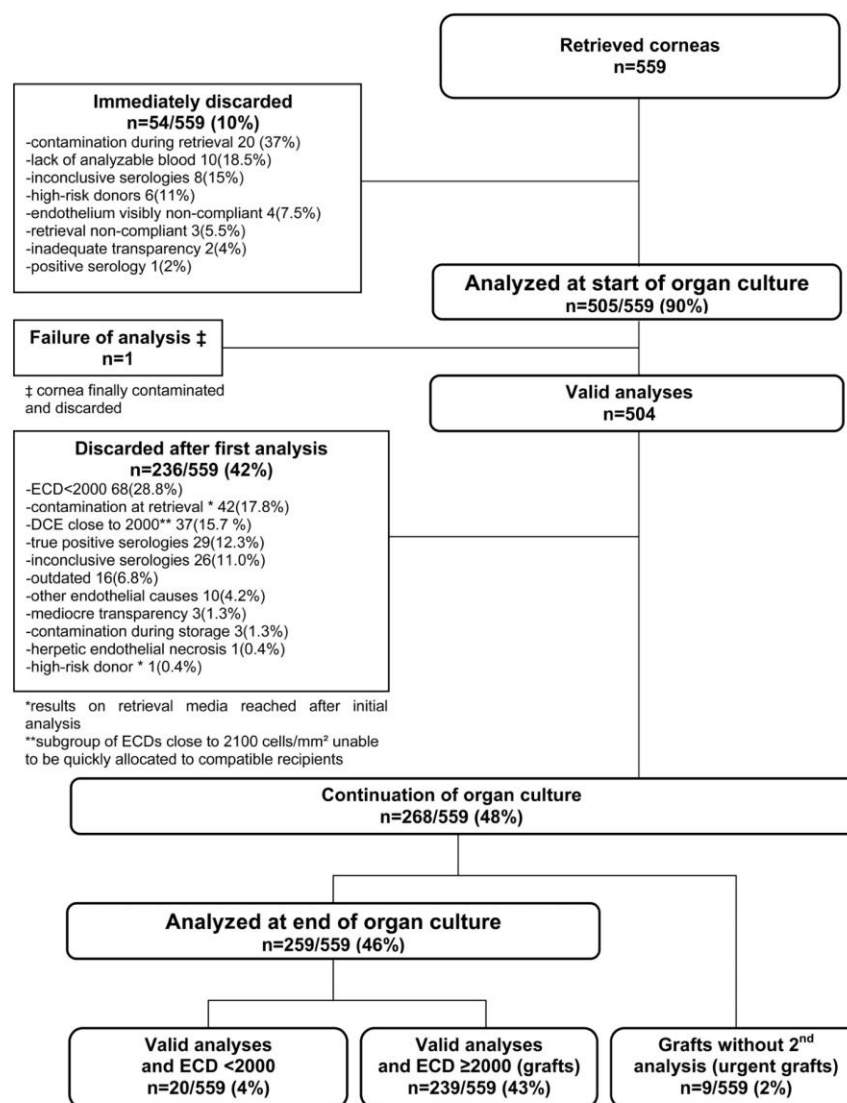 Retrieved corneas
n=559
Immediately discarded
n=54/559 (10%)
-contamination during retrieval 20 (37%)
-lack of analyzable blood 10(18.5%)
-inconclusive serologies 8(15%)
-high-risk donors 6(11%)
-endothelium visibly non-compliant 4(7.5%)
-retrieval non-compliant 3(5.5%)
-inadequate transparency 2(4%)
-positive serology 1(2%)
Analyzed at start of organ culture
n=505/559 (90%)
Failure of analysis ‡
n=1
‡ cornea finally contaminated
and discarded
Valid analyses
n=504
Discarded after first analysis
n=236/559 (42%)
-ECD<2000 68(28.8%)
-contamination at retrieval * 42(17.8%)
-DCE close to 2000** 37(15.7 %)
-true positive serologies 29(12.3%)
-inconclusive serologies 26(11.0%)
-outdated 16(6.8%)
-other endothelial causes 10(4.2%)
-mediocre transparency 3(1.3%)
-contamination during storage 3(1.3%)
-herpetic endothelial necrosis 1(0.4%)
-high-risk donor * 1(0.4%)
*results on retrieval media reached after initial
analysis
**subgroup of ECDs close to 2100 cells/mm² unable
to be quickly allocated to compatible recipients
Continuation of organ culture
n=268/559 (48%)
Analyzed at end of organ culture
n=259/559 (46%)
Valid analyses
and ECD <2000
n=20/559 (4%)
Valid analyses
and ECD ≥2000 (grafts)
n=239/559 (43%)
Grafts without 2nd
analysis (urgent grafts)
n=9/559 (2%)